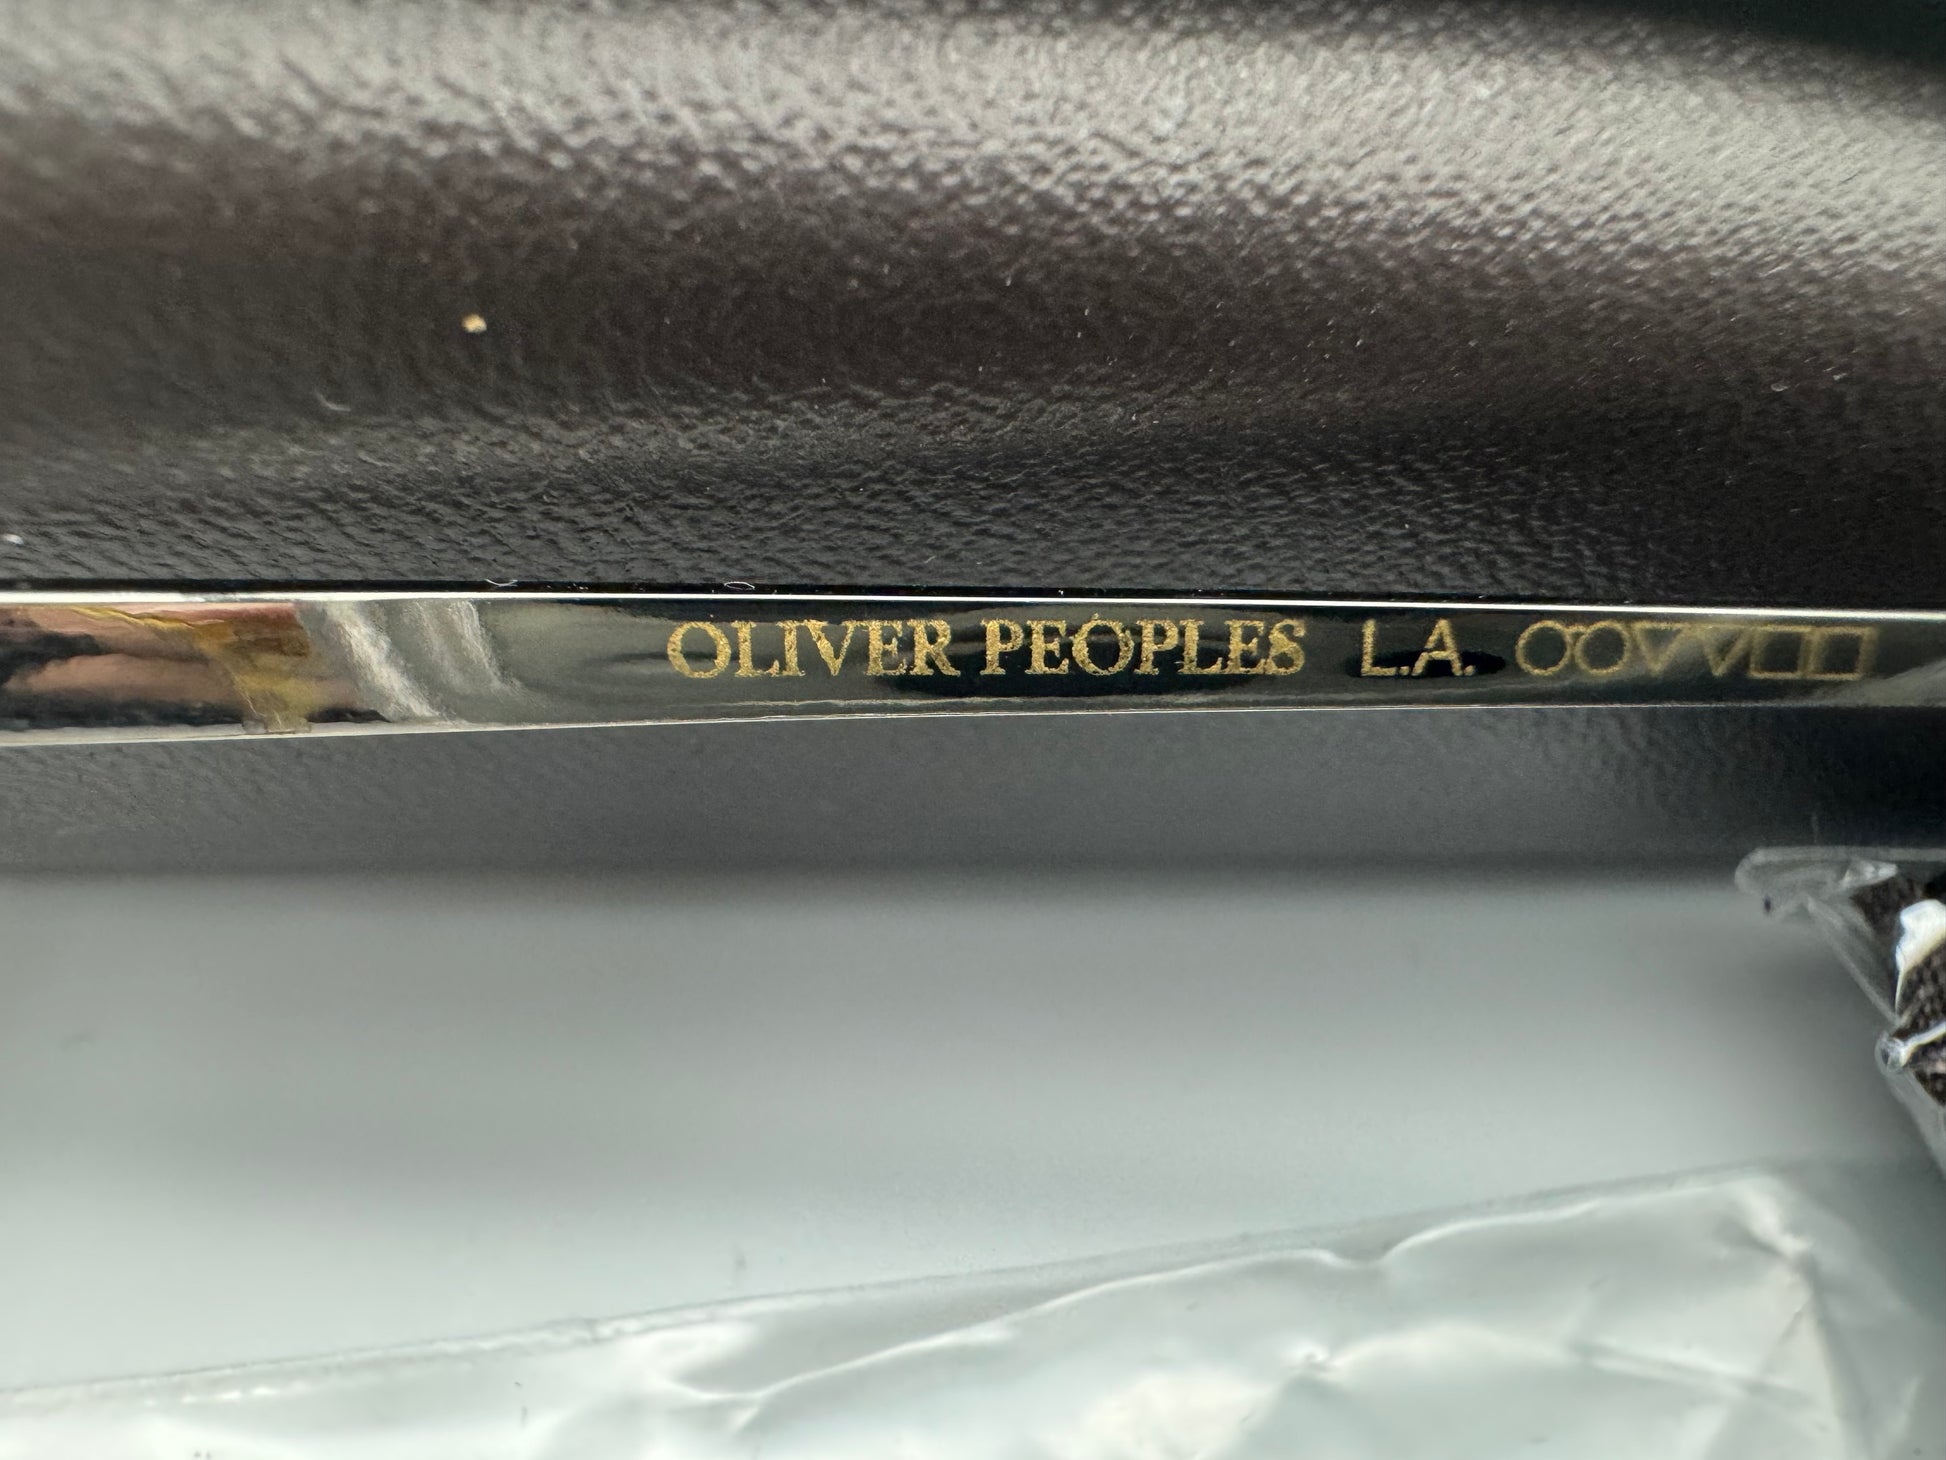 OLIVER PEOPLES L.A. ○○▽▽□□